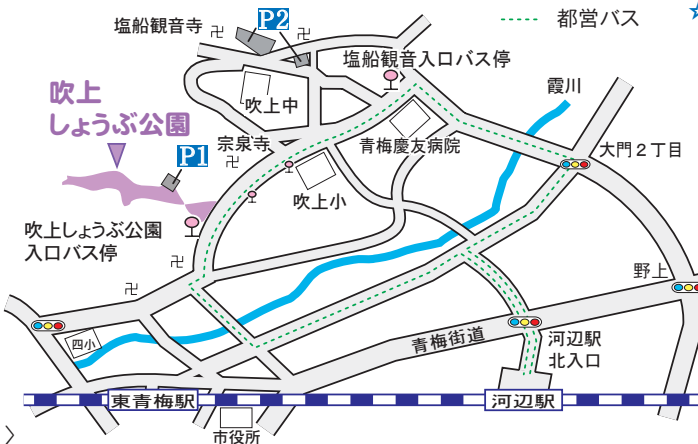 都営バス
P2
塩船観音寺
塩船観音入口バス停
吹上
しょうぶ公園
吹上中
霞川
宗泉寺
青梅慶友病院
大門2丁目
P1
吹上小
吹上しょうぶ公園
入口バス停
野上
四小
青梅街道
河辺駅
北入口
東青梅駅
河辺駅
市役所